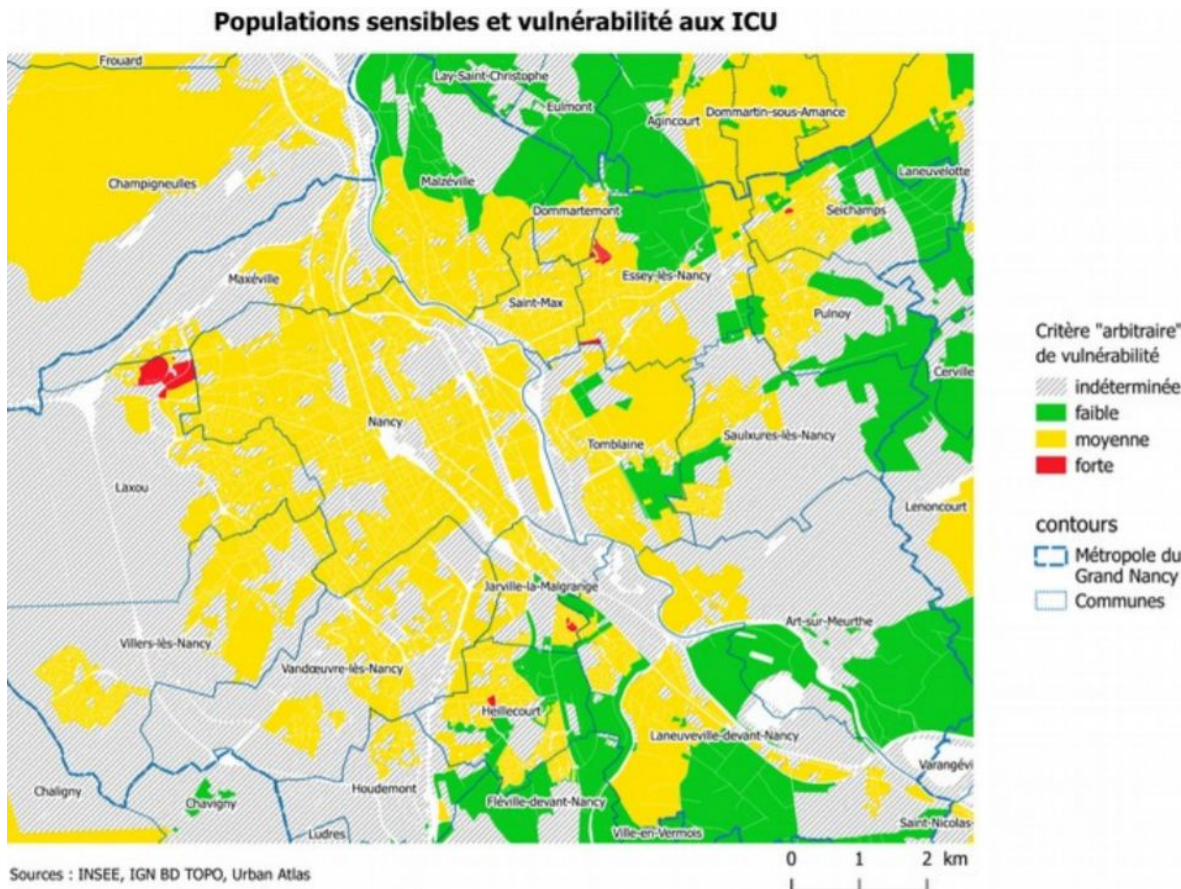 Populations sensibles et vulnérabilité aux ICU
Frouard
Lay-Saint-Christophe
Eulmont
Agincourt
Dommartin-sous-Amance
Champigneulles
Malzéville
Laneuvelotte
Dommartemont
Seichamps
Maxéville
Essey-lès-Nancy
Saint-Max
Pulnoy
Cerville
Nancy
Tomblaine
Saulxures-lès-Nancy
Laxou
Lenoncourt
Jarville-la-Malgrange
Art-sur-Meurthe
Villers-lès-Nancy
Vandœuvre-lès-Nancy
Heillecourt
Laneuveville-devant-Nancy
Varangévi
Chaligny
Chavigny
Houdemont
Fléville-devant-Nancy
Saint-Nicolas-
Ludres
Ville-en-Vermois
Critère "arbitraire"
de vulnérabilité
indéterminée
faible
moyenne
forte
contours
Métropole du
Grand Nancy
Communes
Sources : INSEE, IGN BD TOPO, Urban Atlas
0 1 2 km